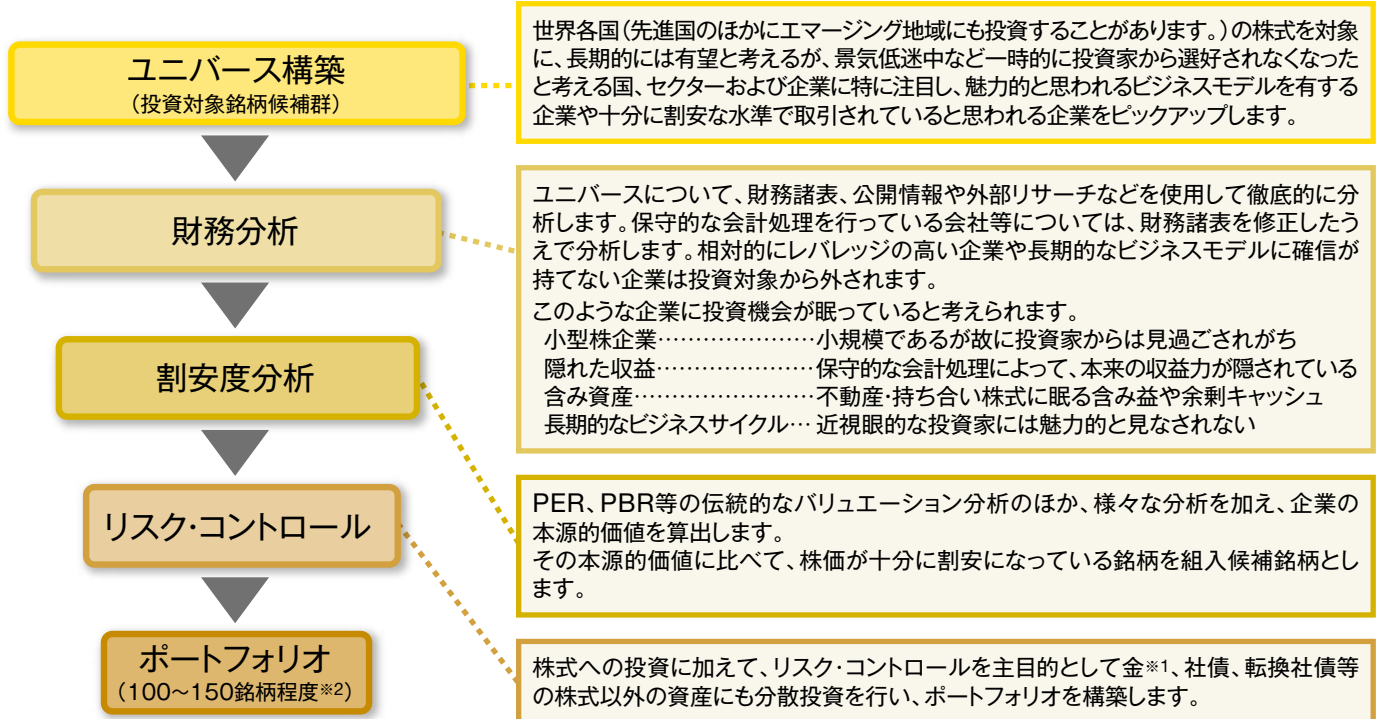 ユニバース構築
（投資対象銘柄候補群）
世界各国（先進国のほかにエマージング地域にも投資することがあります。）の株式を対象
に、長期的には有望と考えるが、景気低迷中など一時的に投資家から選好されなくなった
と考える国、セクターおよび企業に特に注目し、魅力的と思われるビジネスモデルを有する
企業や十分に割安な水準で取引されていると思われる企業をピックアップします。
財務分析
ユニバースについて、財務諸表、公開情報や外部リサーチなどを使用して徹底的に分
析します。保守的な会計処理を行っている会社等については、財務諸表を修正したう
えで分析します。相対的にレバレッジの高い企業や長期的なビジネスモデルに確信が
持てない企業は投資対象から外されます。
このような企業に投資機会が眠っていると考えられます。
小型株企業…………………小規模であるが故に投資家からは見過ごされがち
隠れた収益…………………保守的な会計処理によって、本来の収益力が隠されている
含み資産……………………不動産・持ち合い株式に眠る含み益や余剰キャッシュ
長期的なビジネスサイクル…近視眼的な投資家には魅力的と見なされない
割安度分析
PER、PBR等の伝統的なバリュエーション分析のほか、様々な分析を加え、企業の
本源的価値を算出します。
その本源的価値に比べて、株価が十分に割安になっている銘柄を組入候補銘柄とし
ます。
リスク・コントロール
株式への投資に加えて、リスク・コントロールを主目的として金※1、社債、転換社債等
の株式以外の資産にも分散投資を行い、ポートフォリオを構築します。
ポートフォリオ
（100～150銘柄程度※2）